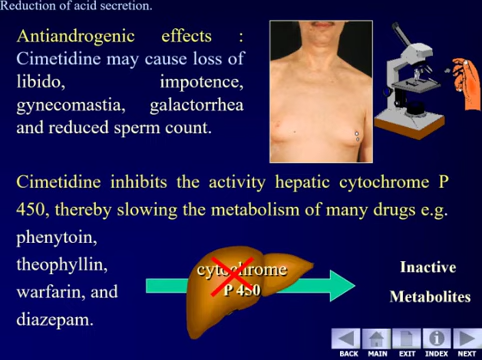 Reduction of acid secretion.
Antiandrogenic effects :
Cimetidine may cause loss of
libido, impotence,
gynecomastia, galactorrhea
and reduced sperm count.
Cimetidine inhibits the activity hepatic cytochrome P
450, thereby slowing the metabolism of many drugs e.g.
phenytoin,
theophyllin,
warfarin, and
diazepam.
cytochrome
P 450
Inactive
Metabolites
BACK MAIN EXIT INDEX NEXT